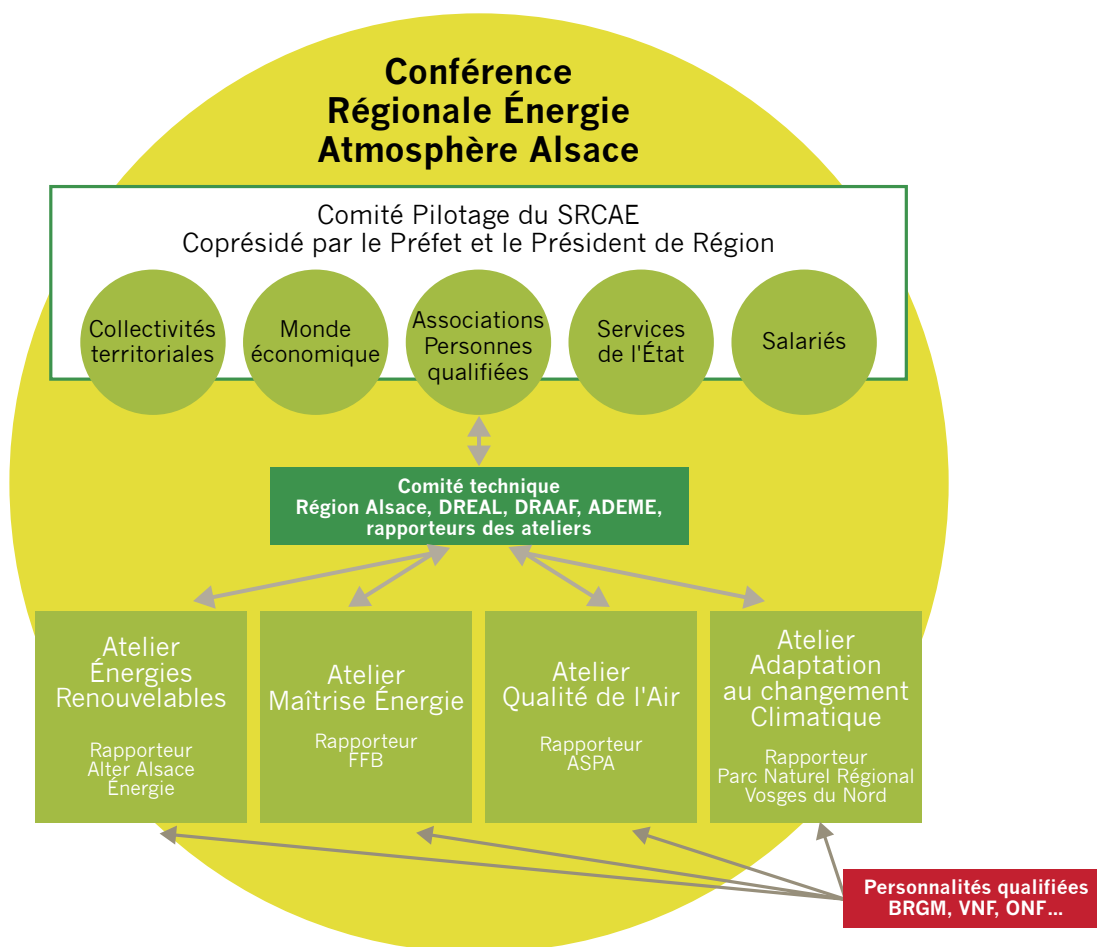 Conférence
Régionale Énergie
Atmosphère Alsace
Comité Pilotage du SRCAE
Coprésidé par le Préfet et le Président de Région
Collectivités
territoriales
Monde
économique
Associations
Personnes
qualifiées
Services
de l'État
Salariés
Comité technique
Région Alsace, DREAL, DRAAF, ADEME,
rapporteurs des ateliers
Atelier
Énergies
Renouvelables
Rapporteur
Alter Alsace
Énergie
Atelier
Maîtrise Énergie
Rapporteur
FFB
Atelier
Qualité de l'Air
Rapporteur
ASPA
Atelier
Adaptation
au changement
Climatique
Rapporteur
Parc Naturel Régional
Vosges du Nord
Personnalités qualifiées
BRGM, VNF, ONF...